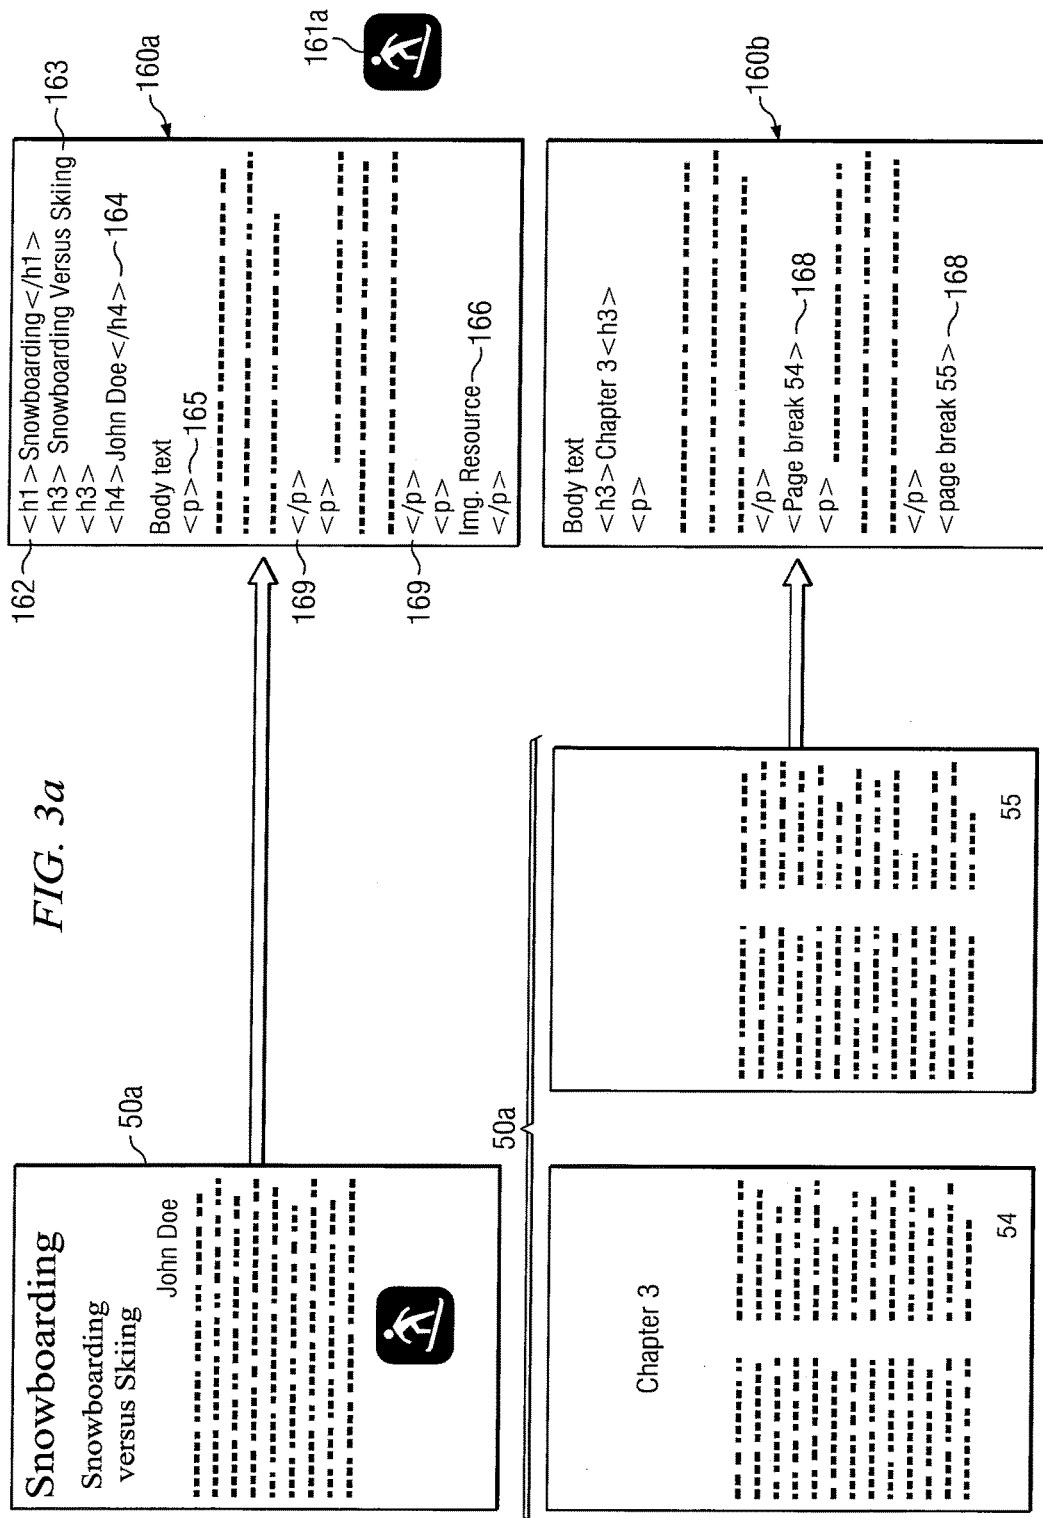 FIG. 3a
Snowboarding
Snowboarding
versus Skiing
John Doe
50a
162
<h1>Snowboarding</h1>
<h3> Snowboarding Versus Skiing
163
<h3>
<h4>John Doe</h4>
164
160a
161a
Body text
<p>
165
169
</p>
<p>
169
</p>
<p>
Img. Resource
166
</p>
50a
Chapter 3
54
55
160b
Body text
<h3>Chapter 3<h3>
<p>
</p>
<Page break 54>
168
<p>
</p>
<page break 55>
168